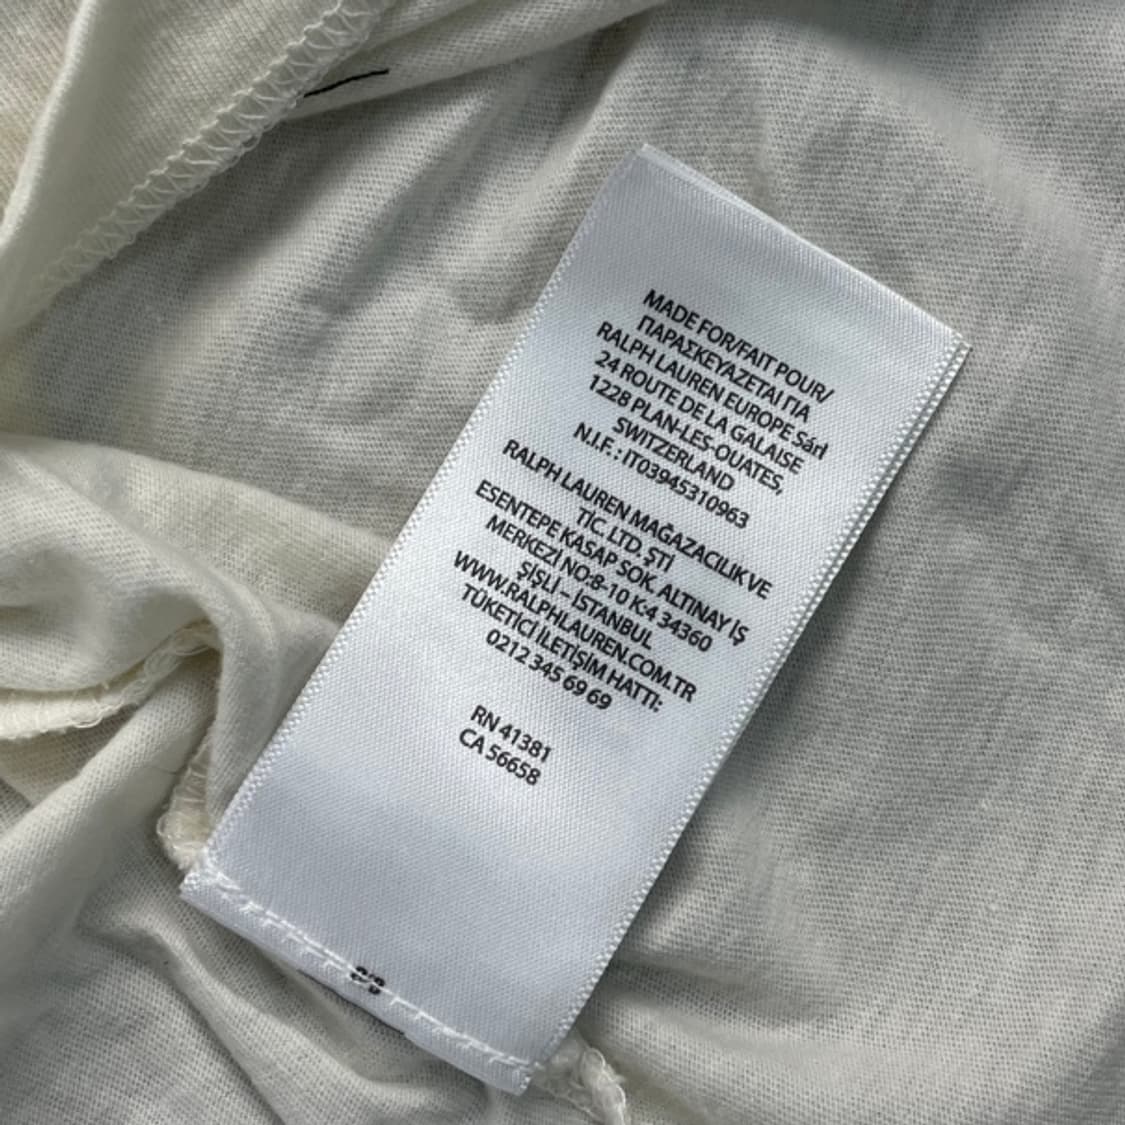 MADE FOR/FAIT POUR/
ΠΑΡΑΣΚΕΥΑΖΕΤΑΙ ΓΙΑ
RALPH LAUREN EUROPE Sárl
24 ROUTE DE LA GALAISE
1228 PLAN-LES-OUATES,
SWITZERLAND
N.I.F. : IT03945310963
RALPH LAUREN MAĞAZACILIK VE
TİC. LTD. ŞTİ
ESENTEPE KASAP SOK. ALTINAY İŞ
MERKEZİ NO:8-10 K:4 34360
ŞİŞLİ – İSTANBUL
WWW.RALPHLAUREN.COM.TR
TÜKETİCİ İLETİŞİM HATTI:
0212 345 69 69
RN 41381
CA 56658